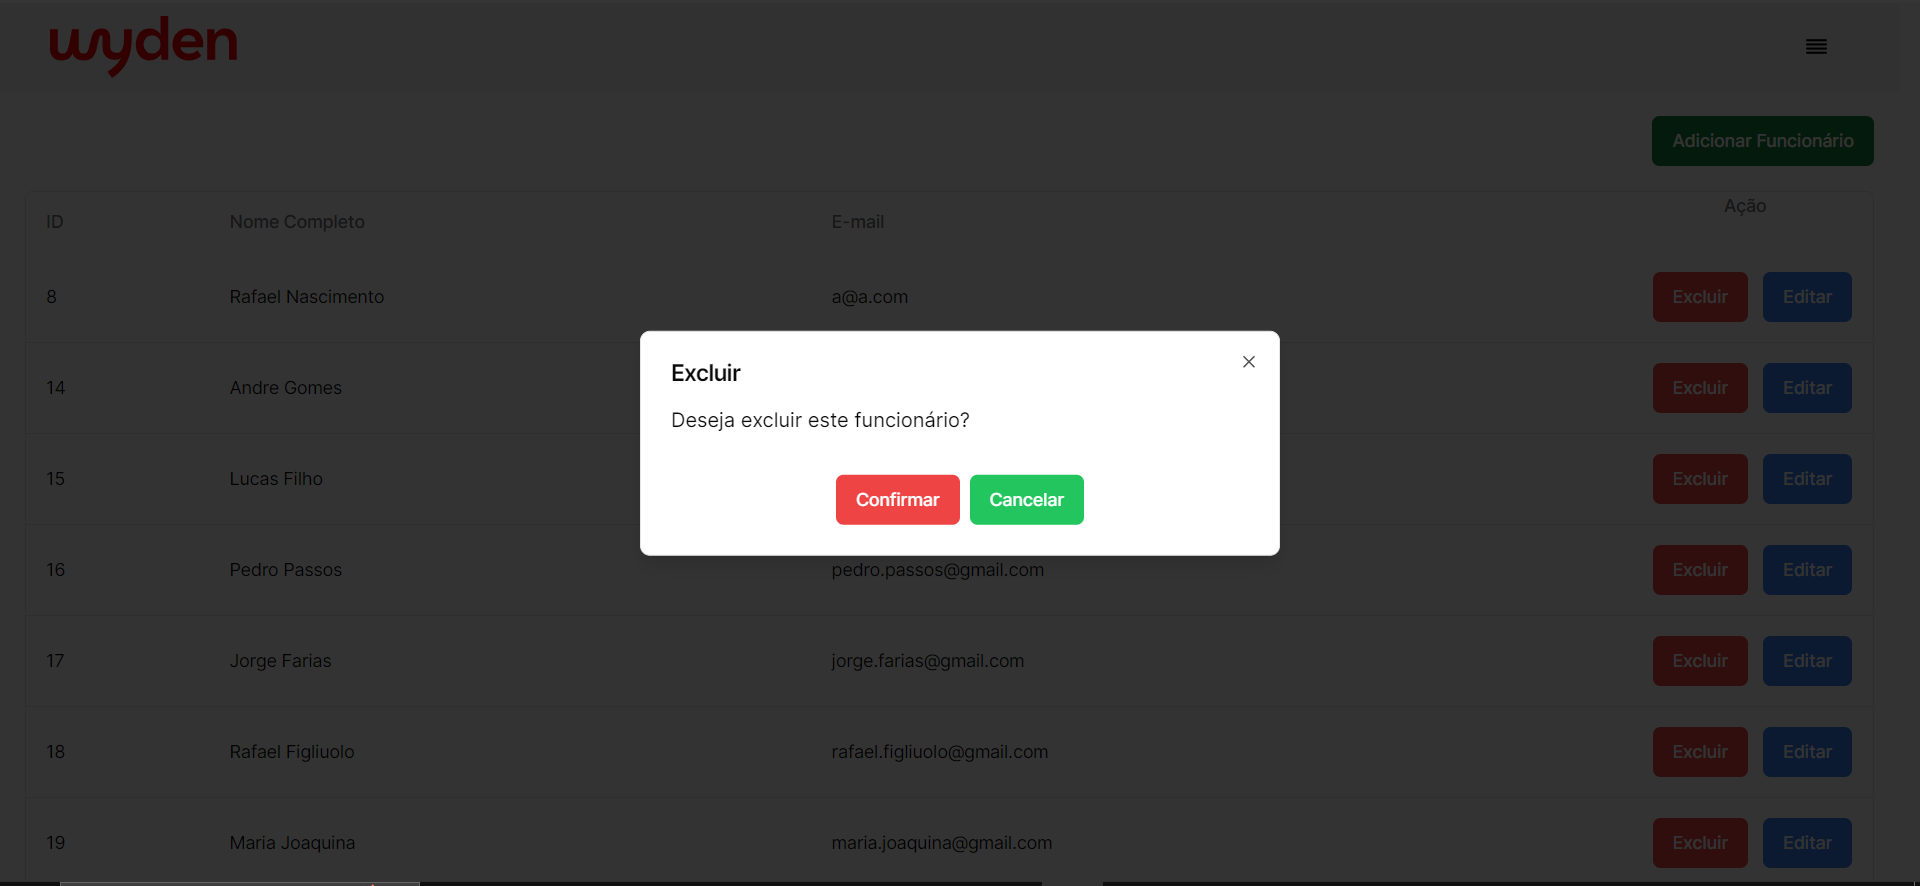 wyden
Adicionar Funcionário
ID Nome Completo E-mail Ação
8 Rafael Nascimento a@a.com Excluir Editar
Excluir
Deseja excluir este funcionário?
Confirmar Cancelar
14 Andre Gomes Excluir Editar
15 Lucas Filho Excluir Editar
16 Pedro Passos pedro.passos@gmail.com Excluir Editar
17 Jorge Farias jorge.farias@gmail.com Excluir Editar
18 Rafael Figliuolo rafael.figliuolo@gmail.com Excluir Editar
19 Maria Joaquina maria.joaquina@gmail.com Excluir Editar